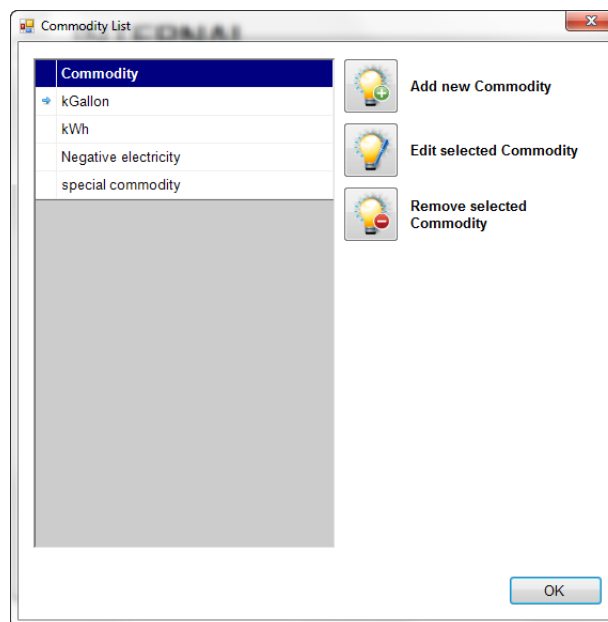 Commodity List
INTERNAL
Commodity
kGallon
kWh
Negative electricity
special commodity
Add new Commodity
Edit selected Commodity
Remove selected
Commodity
OK